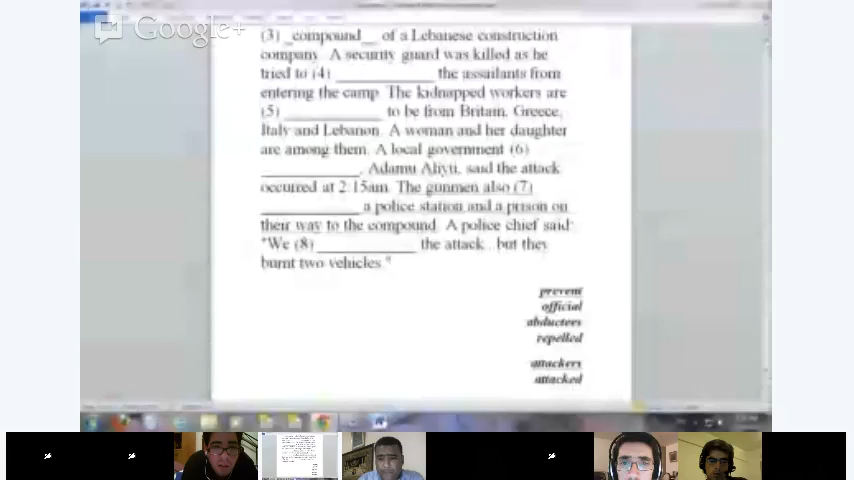 Google+
(3) _compound__ of a Lebanese construction
company. A security guard was killed as he
tried to (4) ____________ the assailants from
entering the camp. The kidnapped workers are
(5) ____________ to be from Britain, Greece,
Italy and Lebanon. A woman and her daughter
are among them. A local government (6)
____________, Adamu Aliyu, said the attack
occurred at 2.15am. The gunmen also (7)
____________ a police station and a prison on
their way to the compound. A police chief said:
"We (8) ____________ the attack...but they
burnt two vehicles."
prevent
official
abductees
repelled
attackers
attacked